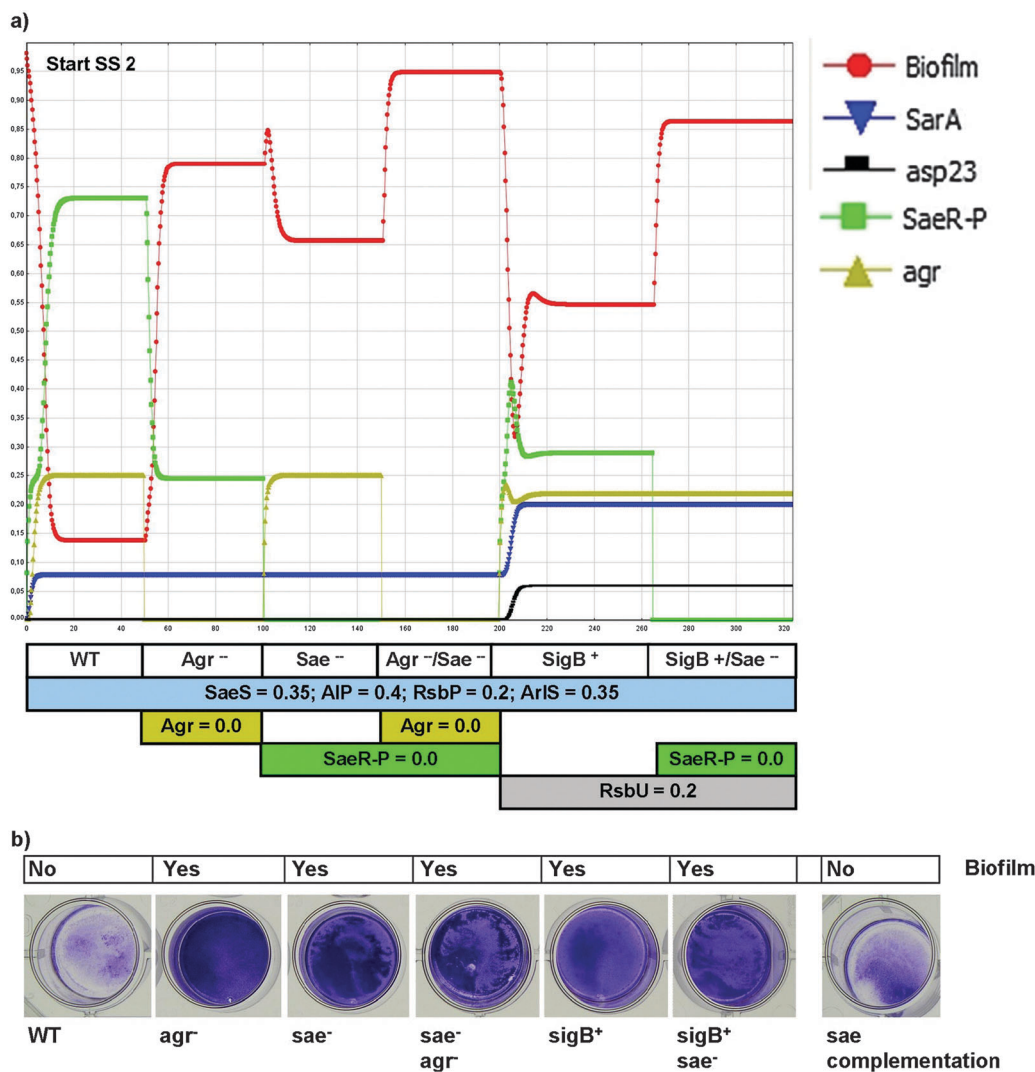 a)
Start SS 2
0,95
0,90
0,85
0,80
0,75
0,70
0,65
0,60
0,55
0,50
0,45
0,40
0,35
0,30
0,25
0,20
0,15
0,10
0,05
0,00
0 20 40 60 80 100 120 140 160 180 200 220 240 260 280 300 320
Biofilm
SarA
asp23
SaeR-P
agr
WT Agr -- Sae -- Agr --/Sae -- SigB + SigB +/Sae --
SaeS = 0.35; AIP = 0.4; RsbP = 0.2; ArlS = 0.35
Agr = 0.0 Agr = 0.0
SaeR-P = 0.0 SaeR-P = 0.0
RsbU = 0.2
b)
No Yes Yes Yes Yes Yes No Biofilm
WT agr- sae- sae- sigB+ sigB+ sae
agr- sae- complementation